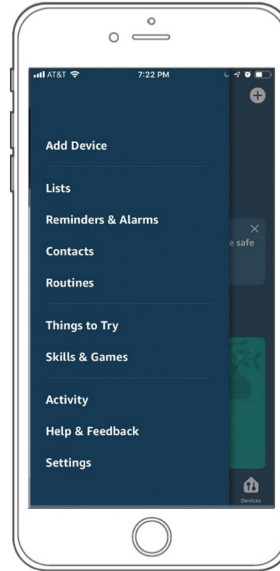 AT&T
7:22 PM
Add Device
Lists
Reminders & Alarms
e safe
Contacts
Routines
Things to Try
Skills & Games
Activity
Help & Feedback
Settings
Devices